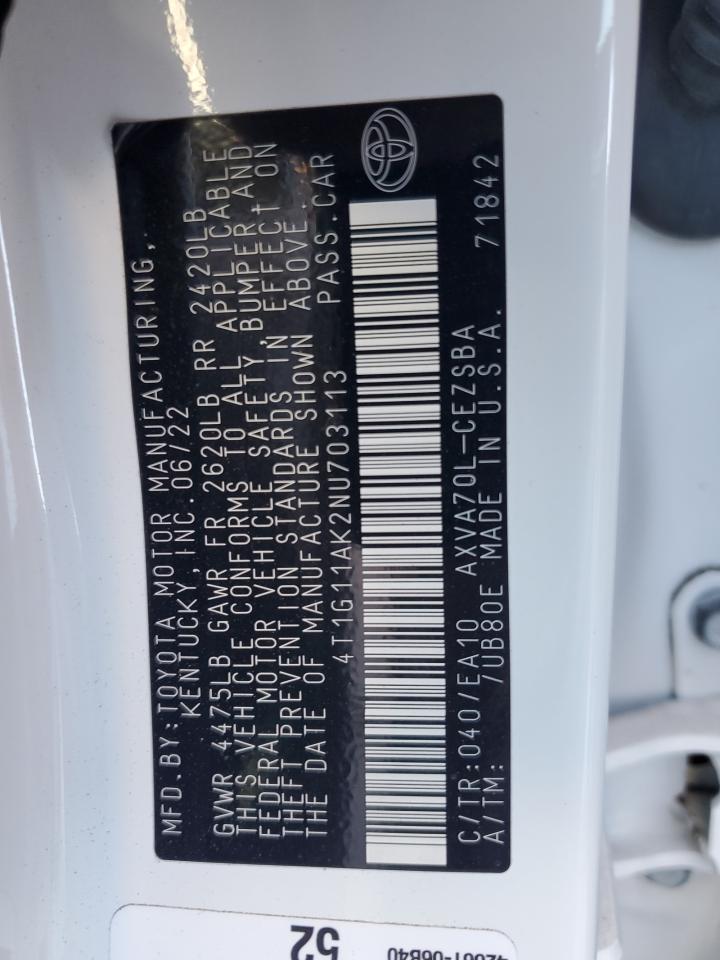 MFD.BY:TOYOTA MOTOR MANUFACTURING,
KENTUCKY,INC.06/22
GVWR 4475LB GAWR FR 2620LB RR 2420LB
THIS VEHICLE CONFORMS TO ALL APPLICABLE
FEDERAL MOTOR VEHICLE SAFETY,BUMPER AND
THEFT PREVENTION STANDARDS IN EFFECT ON
THE DATE OF MANUFACTURE SHOWN ABOVE.
4T1G11AK2NU703113 PASS.CAR
C/TR:040/EA10 AXVA70L-CEZSBA
A/TM: 7UB80E MADE IN U.S.A. 71842
52